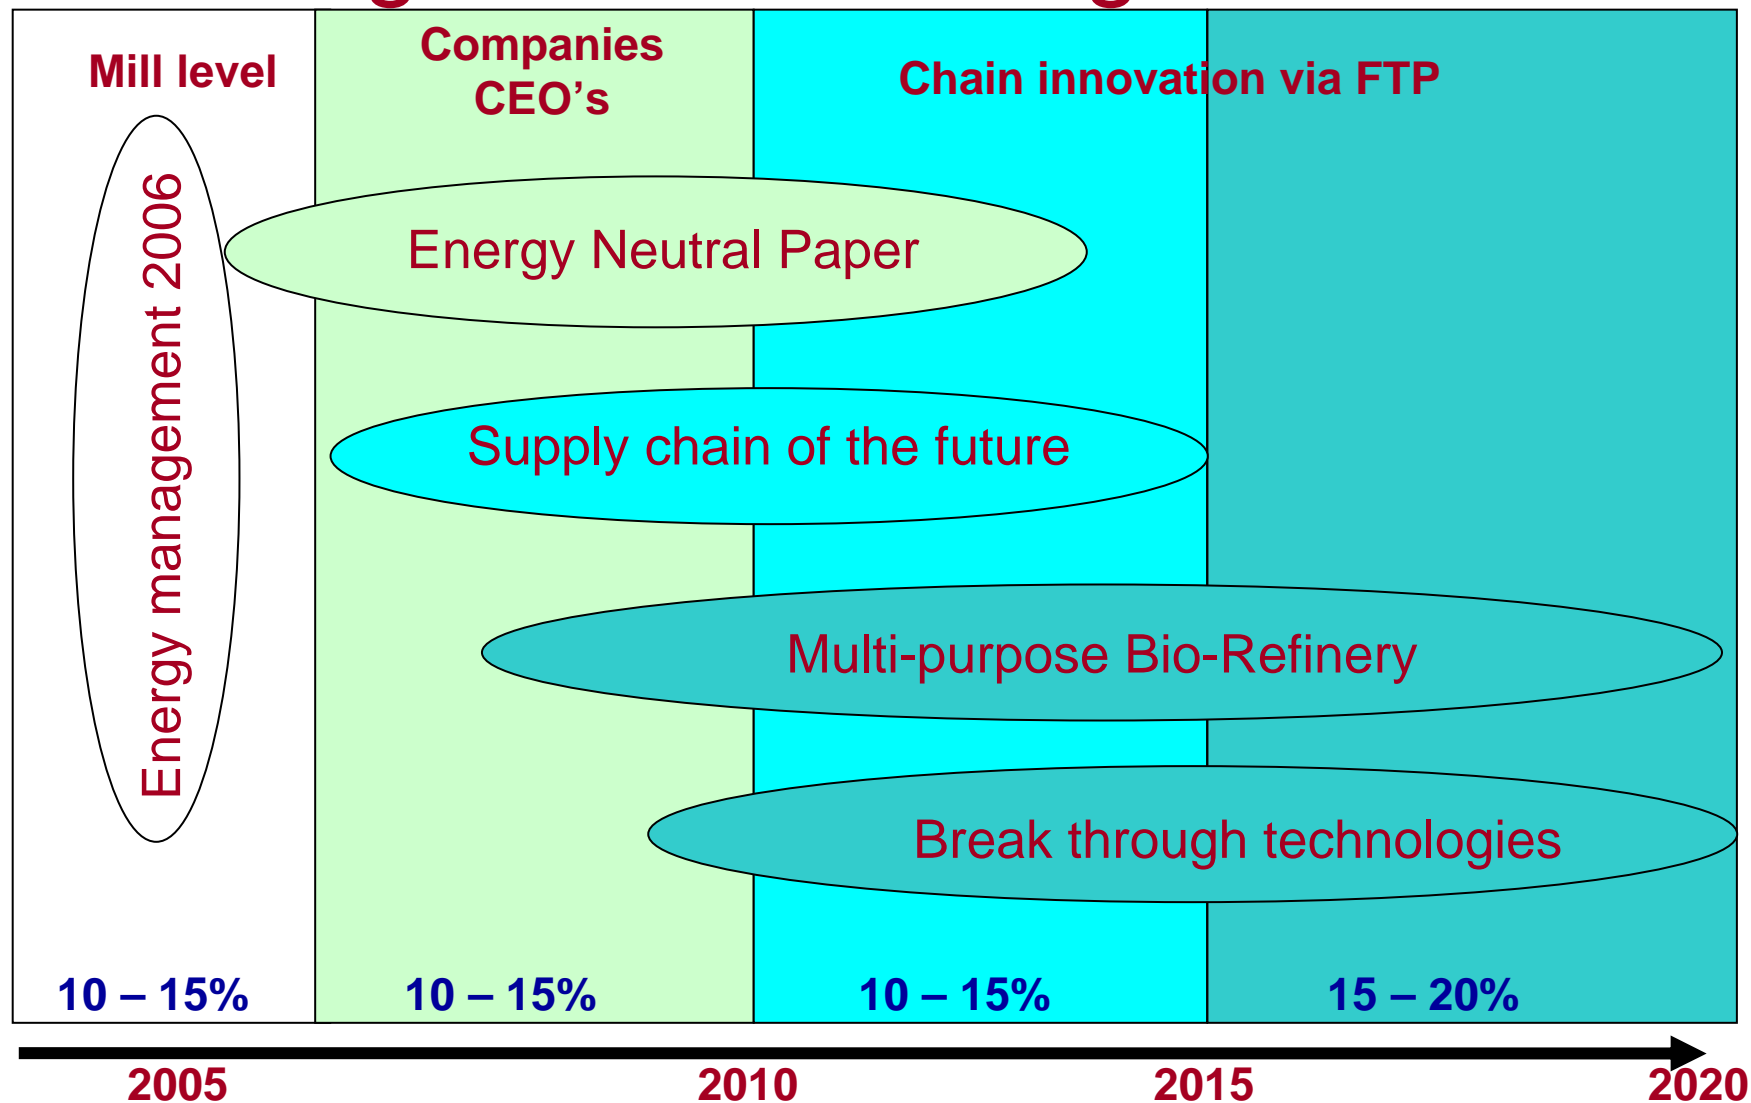 Mill level
Companies
CEO’s
Chain innovation via FTP
Energy management 2006
Energy Neutral Paper
Supply chain of the future
Multi-purpose Bio-Refinery
Break through technologies
10 – 15%
10 – 15%
10 – 15%
15 – 20%
2005
2010
2015
2020